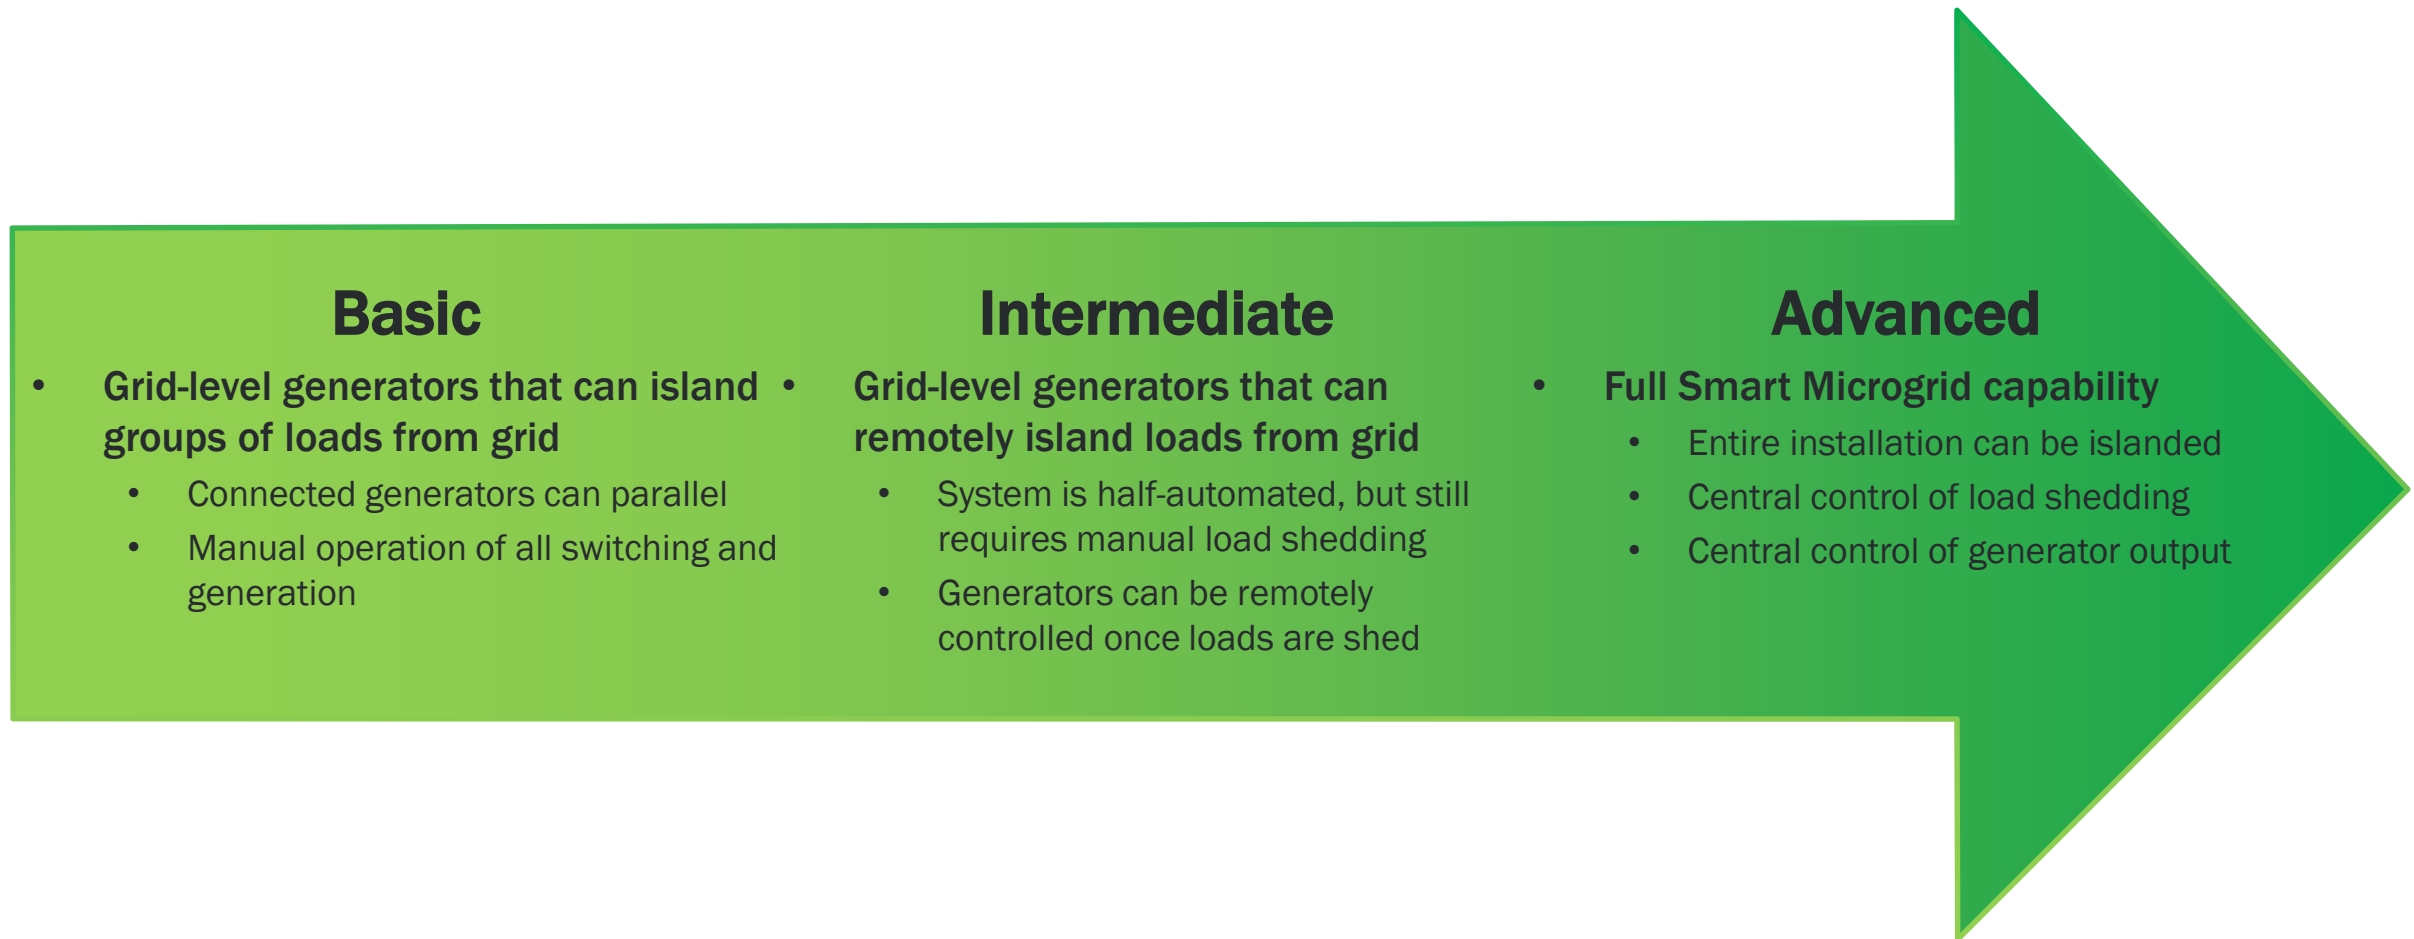 Basic
• Grid-level generators that can island
groups of loads from grid
• Connected generators can parallel
• Manual operation of all switching and
generation
Intermediate
• Grid-level generators that can
remotely island loads from grid
• System is half-automated, but still
requires manual load shedding
• Generators can be remotely
controlled once loads are shed
Advanced
• Full Smart Microgrid capability
• Entire installation can be islanded
• Central control of load shedding
• Central control of generator output